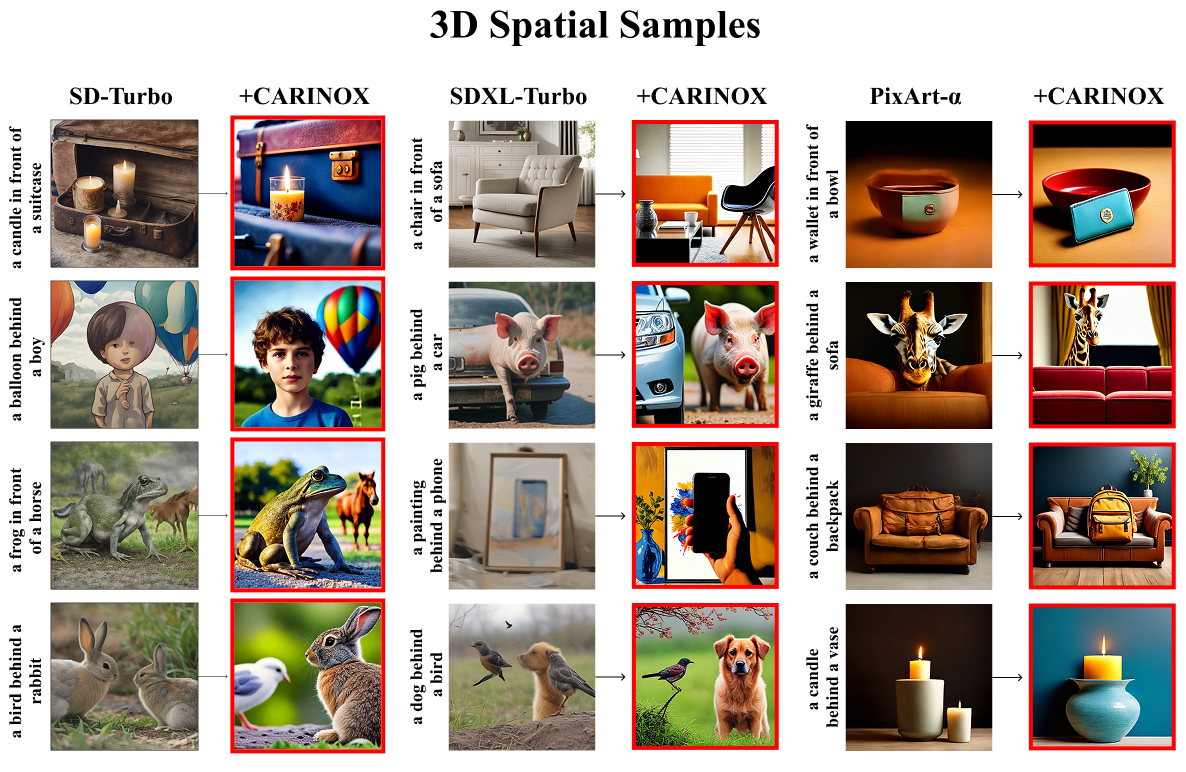 3D Spatial Samples
SD-Turbo
+CARINOX
SDXL-Turbo
+CARINOX
PixArt-α
+CARINOX
a candle in front of
a suitcase
a chair in front
of a sofa
a wallet in front of
a bowl
a balloon behind
a boy
a pig behind
a car
a giraffe behind a
sofa
a frog in front
of a horse
a painting
behind a phone
a couch behind a
backpack
a bird behind a
rabbit
a dog behind
a bird
a candle
behind a vase